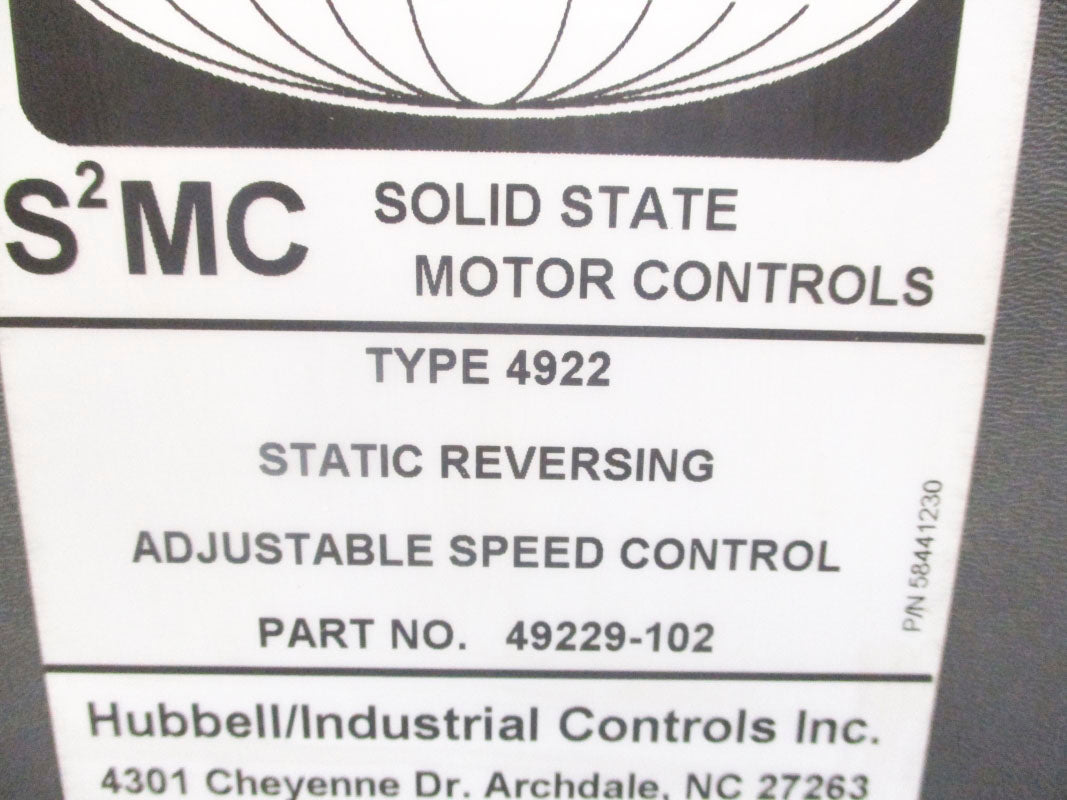 S²MC SOLID STATE
MOTOR CONTROLS
TYPE 4922
STATIC REVERSING
ADJUSTABLE SPEED CONTROL
PART NO. 49229-102
P/N 58441230
Hubbell/Industrial Controls Inc.
4301 Cheyenne Dr. Archdale, NC 27263